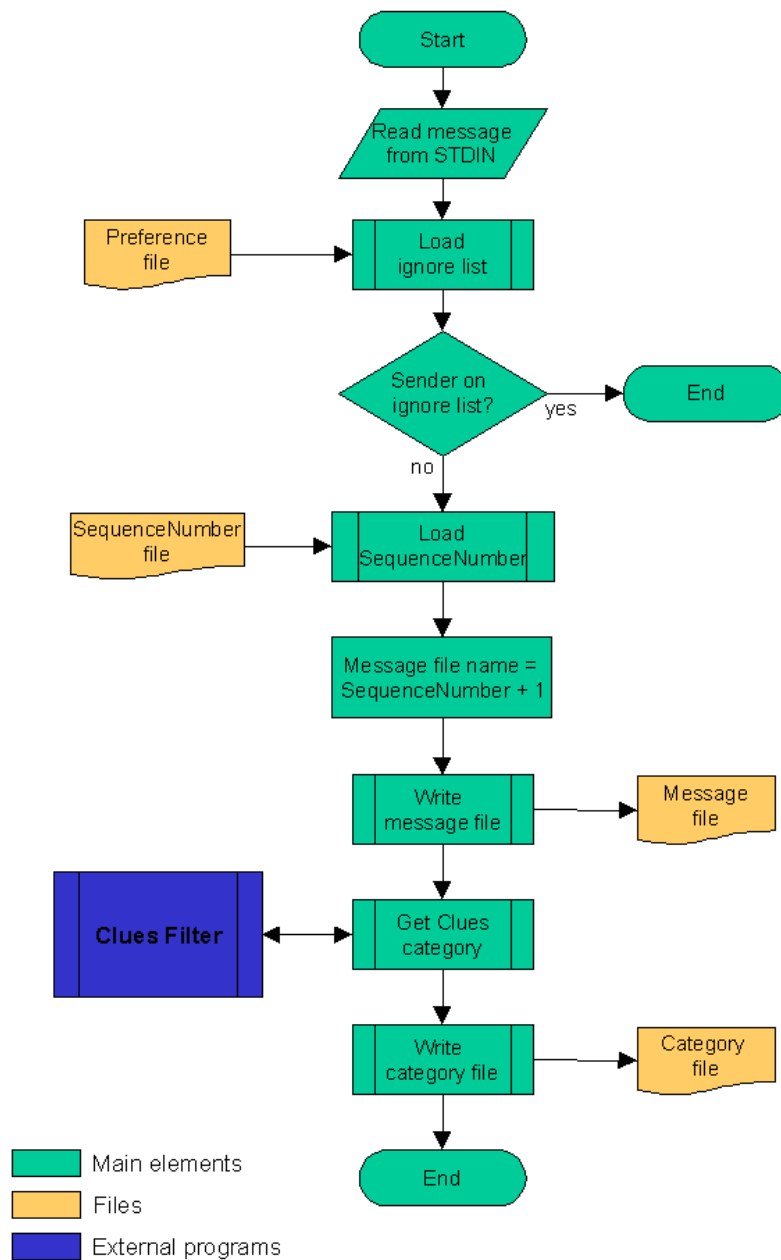 Start
Read message
from STDIN
Preference
file
Load
ignore list
Sender on
ignore list?
yes
End
no
SequenceNumber
file
Load
SequenceNumber
Message file name =
SequenceNumber + 1
Write
message file
Message
file
Clues Filter
Get Clues
category
Write
category file
Category
file
End
Main elements
Files
External programs